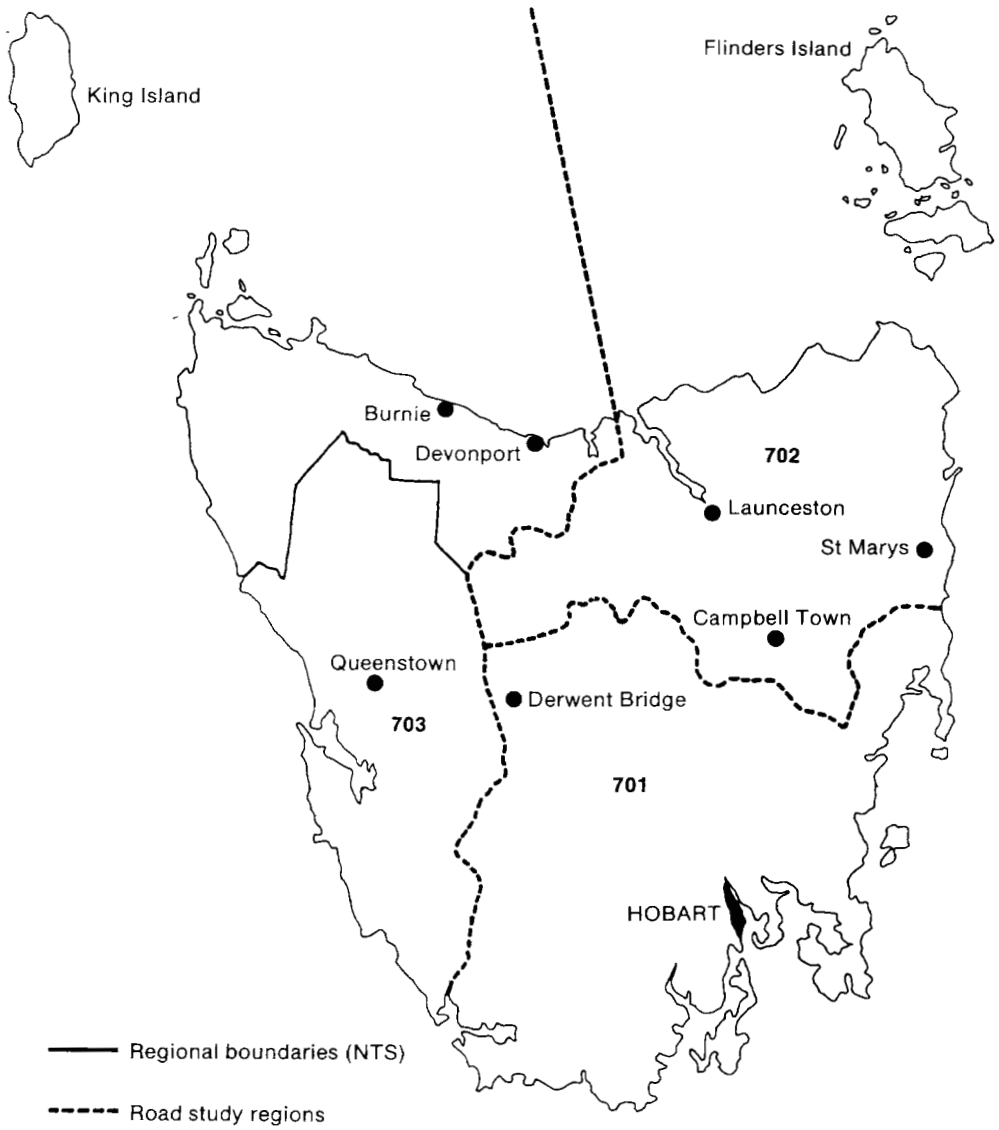 Flinders Island
King Island
Burnie
Devonport
702
Launceston
St Marys
Campbell Town
Queenstown
Derwent Bridge
703
701
HOBART
Regional boundaries (NTS)
Road study regions